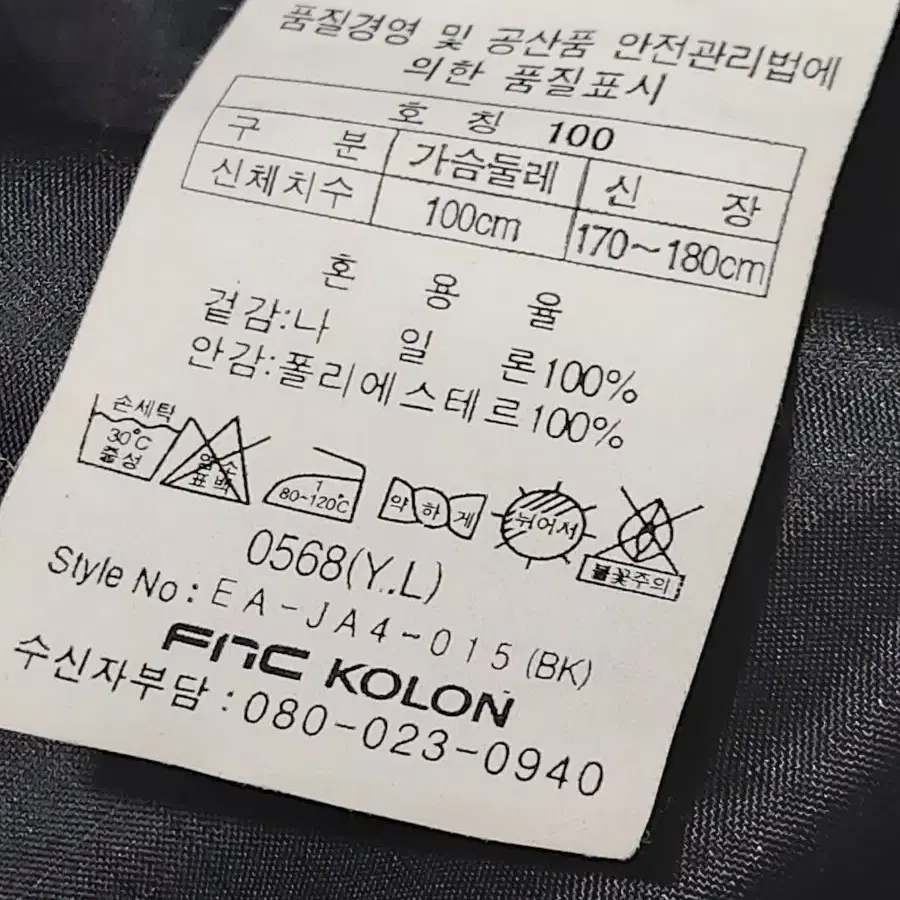 품질경영 및 공산품 안전관리법에
의한 품질표시
호 칭 100
구 분 가슴둘레 신 장
신체치수 100cm 170~180cm
혼 용 율
겉감:나 일 론100%
안감:폴리에스테르100%
손세탁
30℃
중성
염소
표백
1
80~120℃
약하게
뉘어서
불꽃주의
0568(Y.L)
Style No: EA-JA4-015(BK)
FnC KOLON
수신자부담:080-023-0940